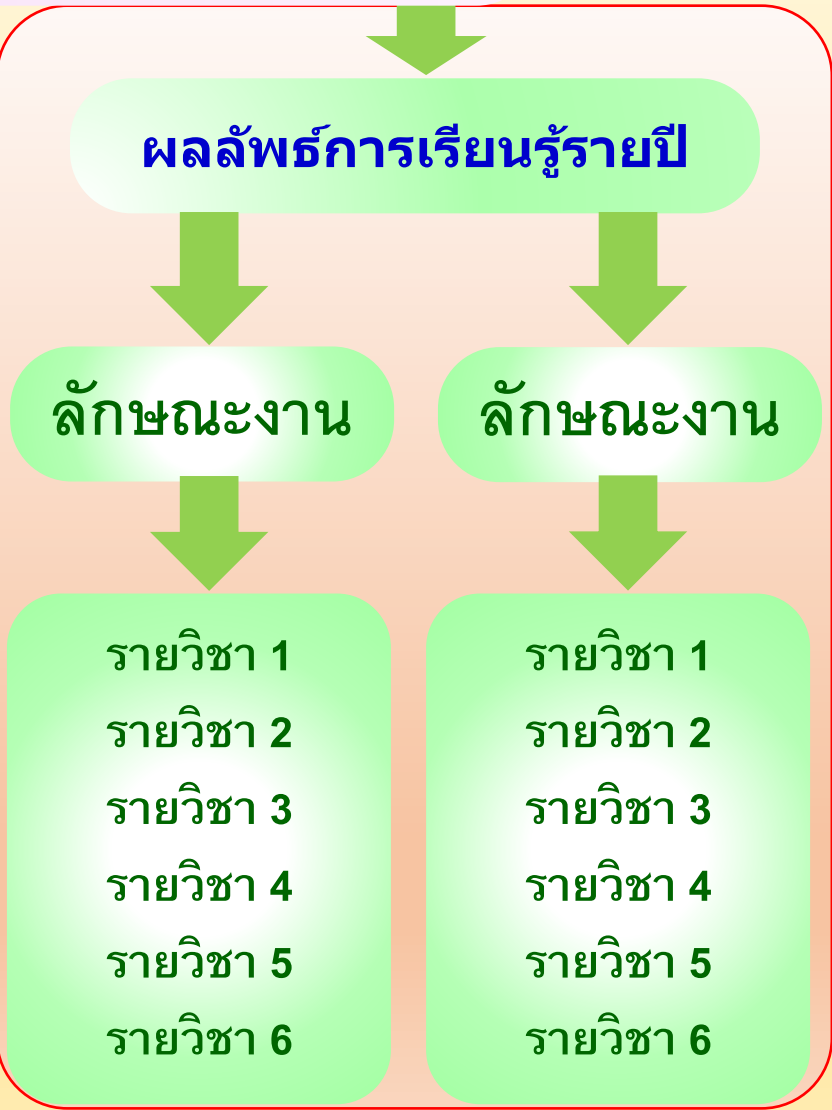 ผลลัพธ์การเรียนรู้รายปี
ลักษณะงาน
ลักษณะงาน
รายวิชา 1
รายวิชา 2
รายวิชา 3
รายวิชา 4
รายวิชา 5
รายวิชา 6
รายวิชา 1
รายวิชา 2
รายวิชา 3
รายวิชา 4
รายวิชา 5
รายวิชา 6